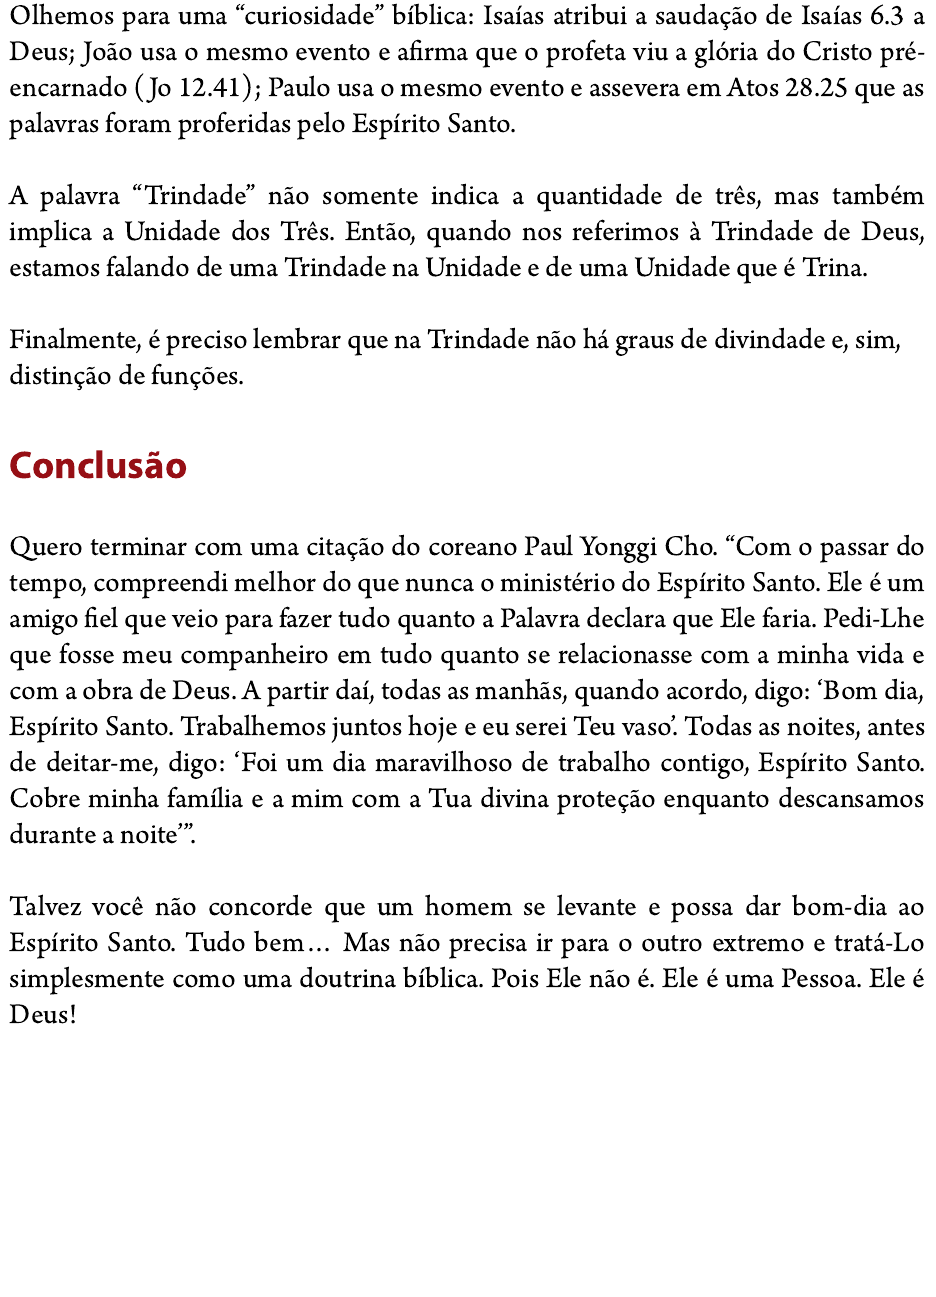 Olhemos para uma “curiosidade” bíblica: Isaías atribui a saudação de Isaías 6.3 a
Deus; João usa o mesmo evento e afirma que o profeta viu a glória do Cristo pré-
encarnado (Jo 12.41); Paulo usa o mesmo evento e assevera em Atos 28.25 que as
palavras foram proferidas pelo Espírito Santo.
A palavra “Trindade” não somente indica a quantidade de três, mas também
implica a Unidade dos Três. Então, quando nos referimos à Trindade de Deus,
estamos falando de uma Trindade na Unidade e de uma Unidade que é Trina.
Finalmente, é preciso lembrar que na Trindade não há graus de divindade e, sim,
distinção de funções.
Conclusão
Quero terminar com uma citação do coreano Paul Yonggi Cho. “Com o passar do
tempo, compreendi melhor do que nunca o ministério do Espírito Santo. Ele é um
amigo fiel que veio para fazer tudo quanto a Palavra declara que Ele faria. Pedi-Lhe
que fosse meu companheiro em tudo quanto se relacionasse com a minha vida e
com a obra de Deus. A partir daí, todas as manhãs, quando acordo, digo: ‘Bom dia,
Espírito Santo. Trabalhemos juntos hoje e eu serei Teu vaso’. Todas as noites, antes
de deitar-me, digo: ‘Foi um dia maravilhoso de trabalho contigo, Espírito Santo.
Cobre minha família e a mim com a Tua divina proteção enquanto descansamos
durante a noite’”.
Talvez você não concorde que um homem se levante e possa dar bom-dia ao
Espírito Santo. Tudo bem… Mas não precisa ir para o outro extremo e tratá-Lo
simplesmente como uma doutrina bíblica. Pois Ele não é. Ele é uma Pessoa. Ele é
Deus!